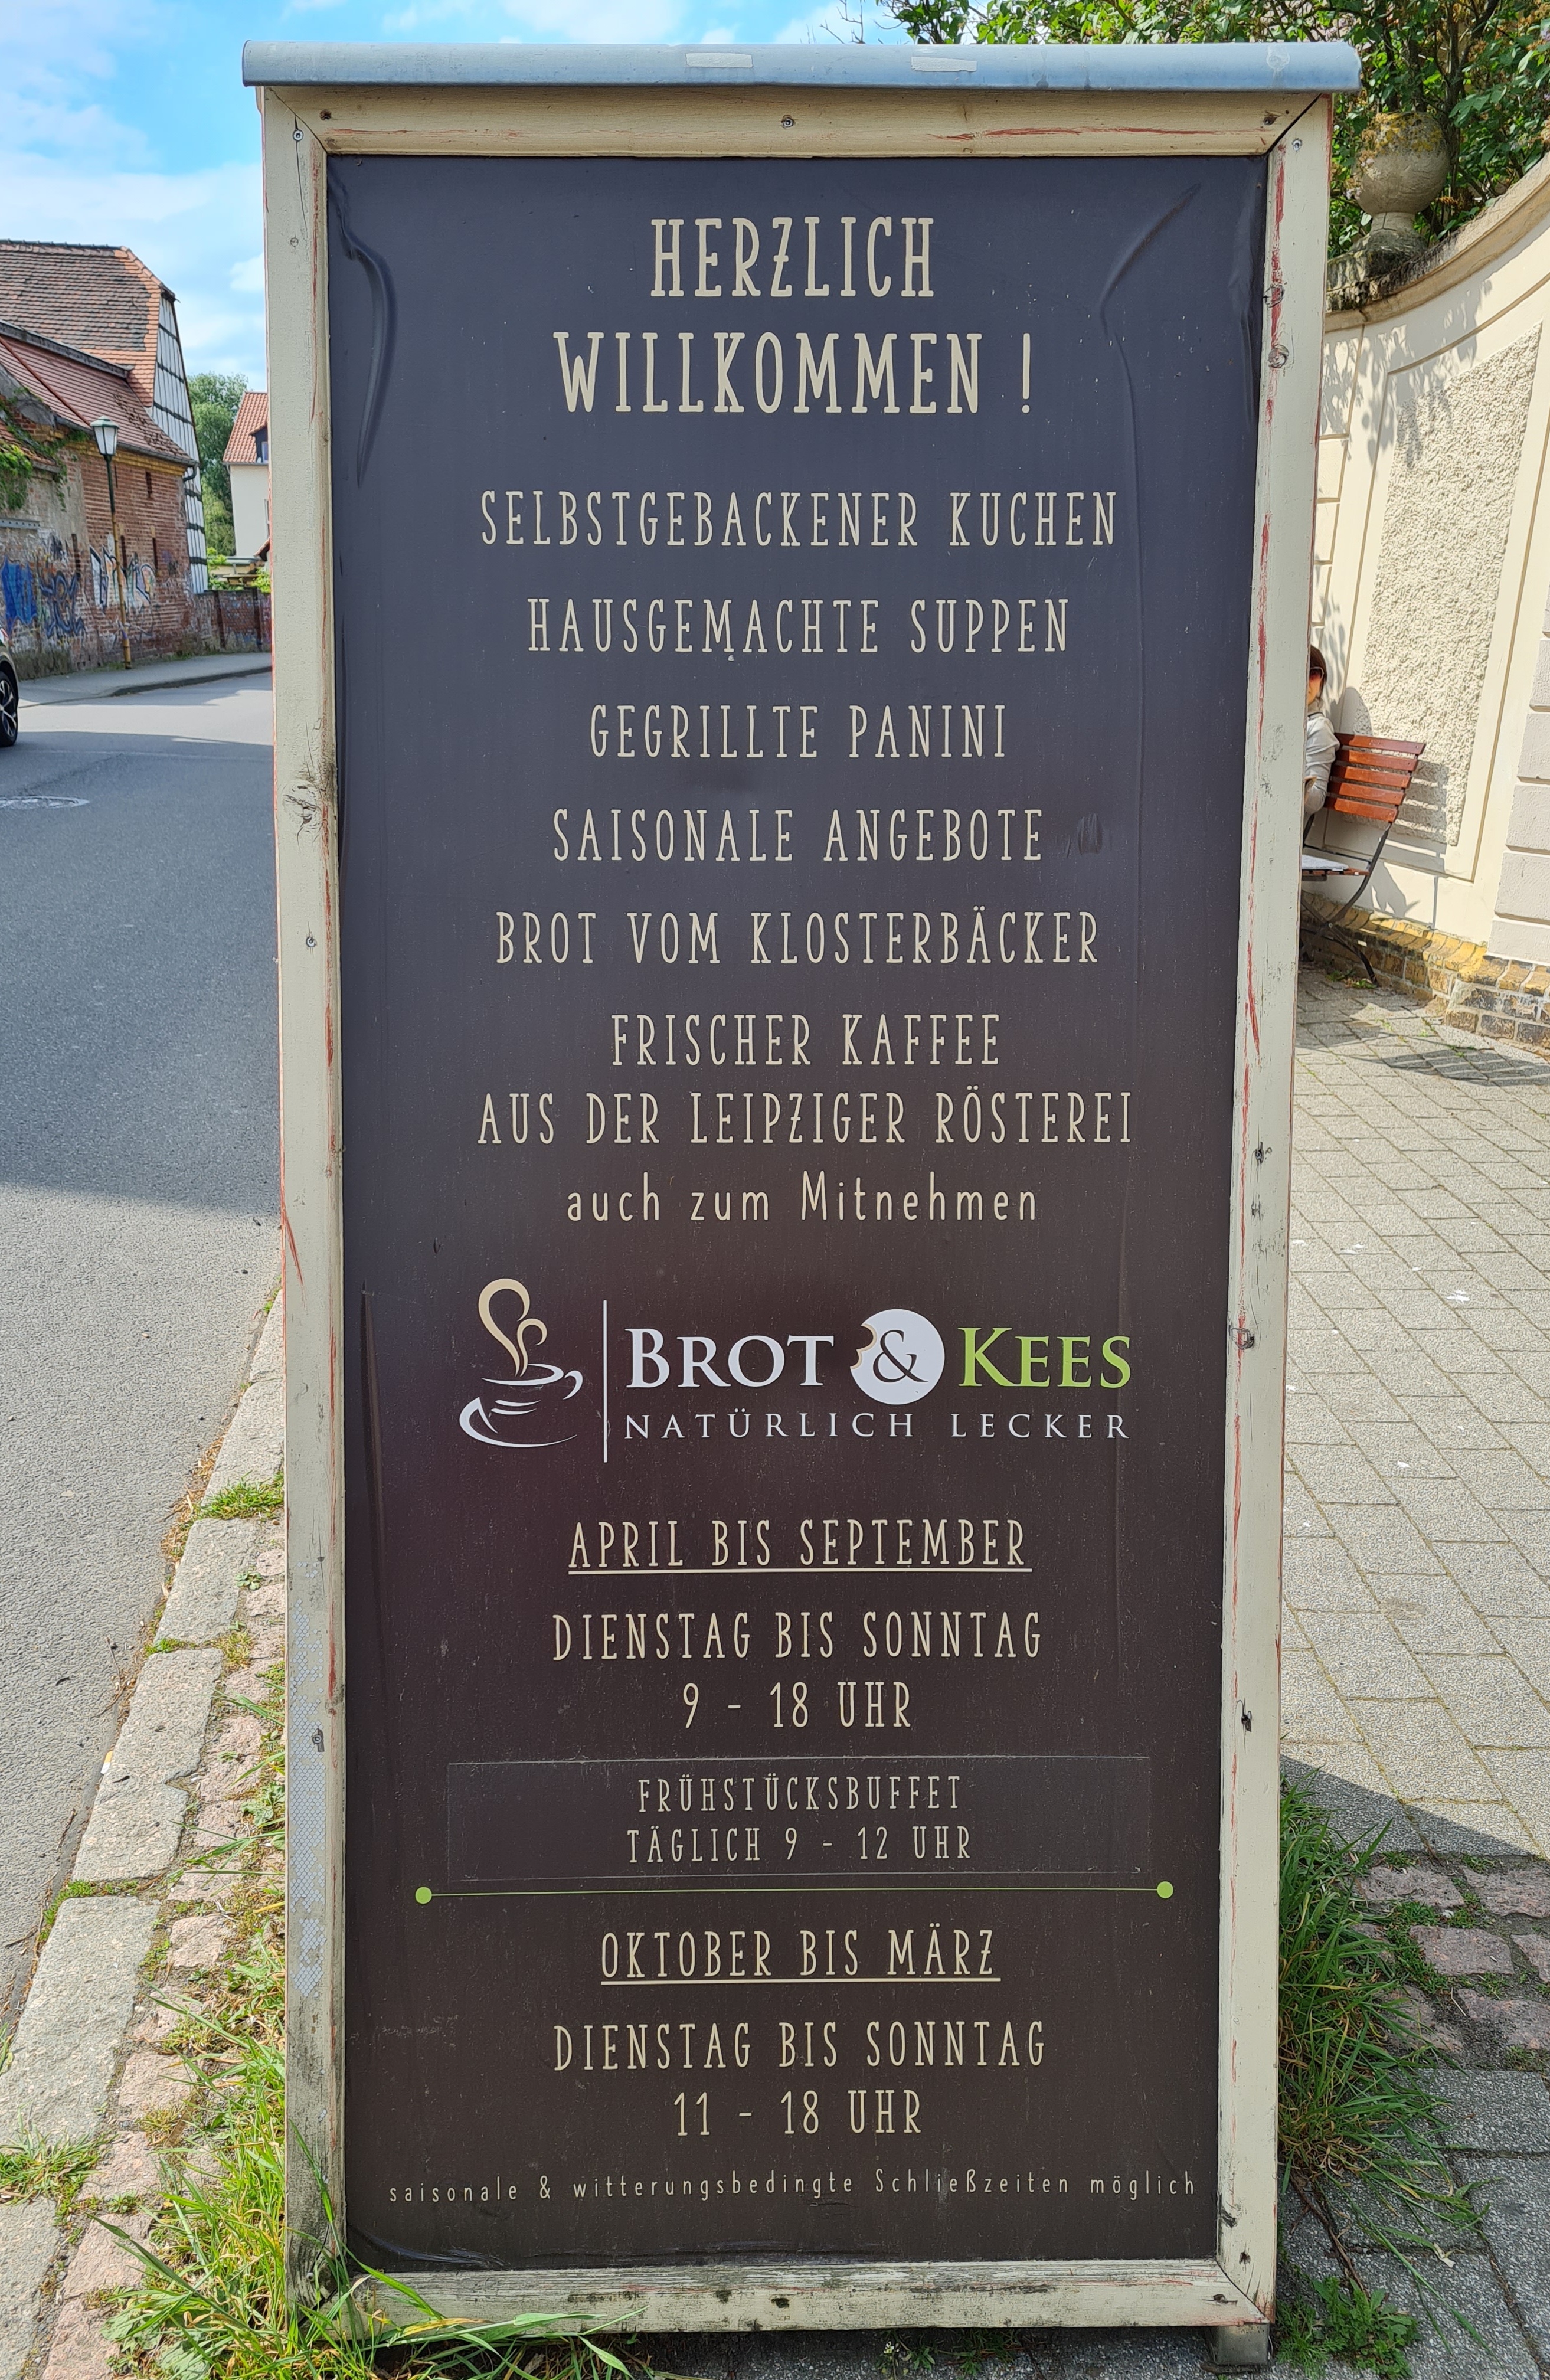 HERZLICH
WILLKOMMEN !
SELBSTGEBACKENER KUCHEN
HAUSGEMACHTE SUPPEN
GEGRILLTE PANINI
SAISONALE ANGEBOTE
BROT VOM KLOSTERBÄCKER
FRISCHER KAFFEE
AUS DER LEIPZIGER RÖSTEREI
auch zum Mitnehmen
BROT & KEES
NATÜRLICH LECKER
APRIL BIS SEPTEMBER
DIENSTAG BIS SONNTAG
9 - 18 UHR
FRÜHSTÜCKSBUFFET
TÄGLICH 9 - 12 UHR
OKTOBER BIS MÄRZ
DIENSTAG BIS SONNTAG
11 - 18 UHR
saisonale & witterungsbedingte Schließzeiten möglich